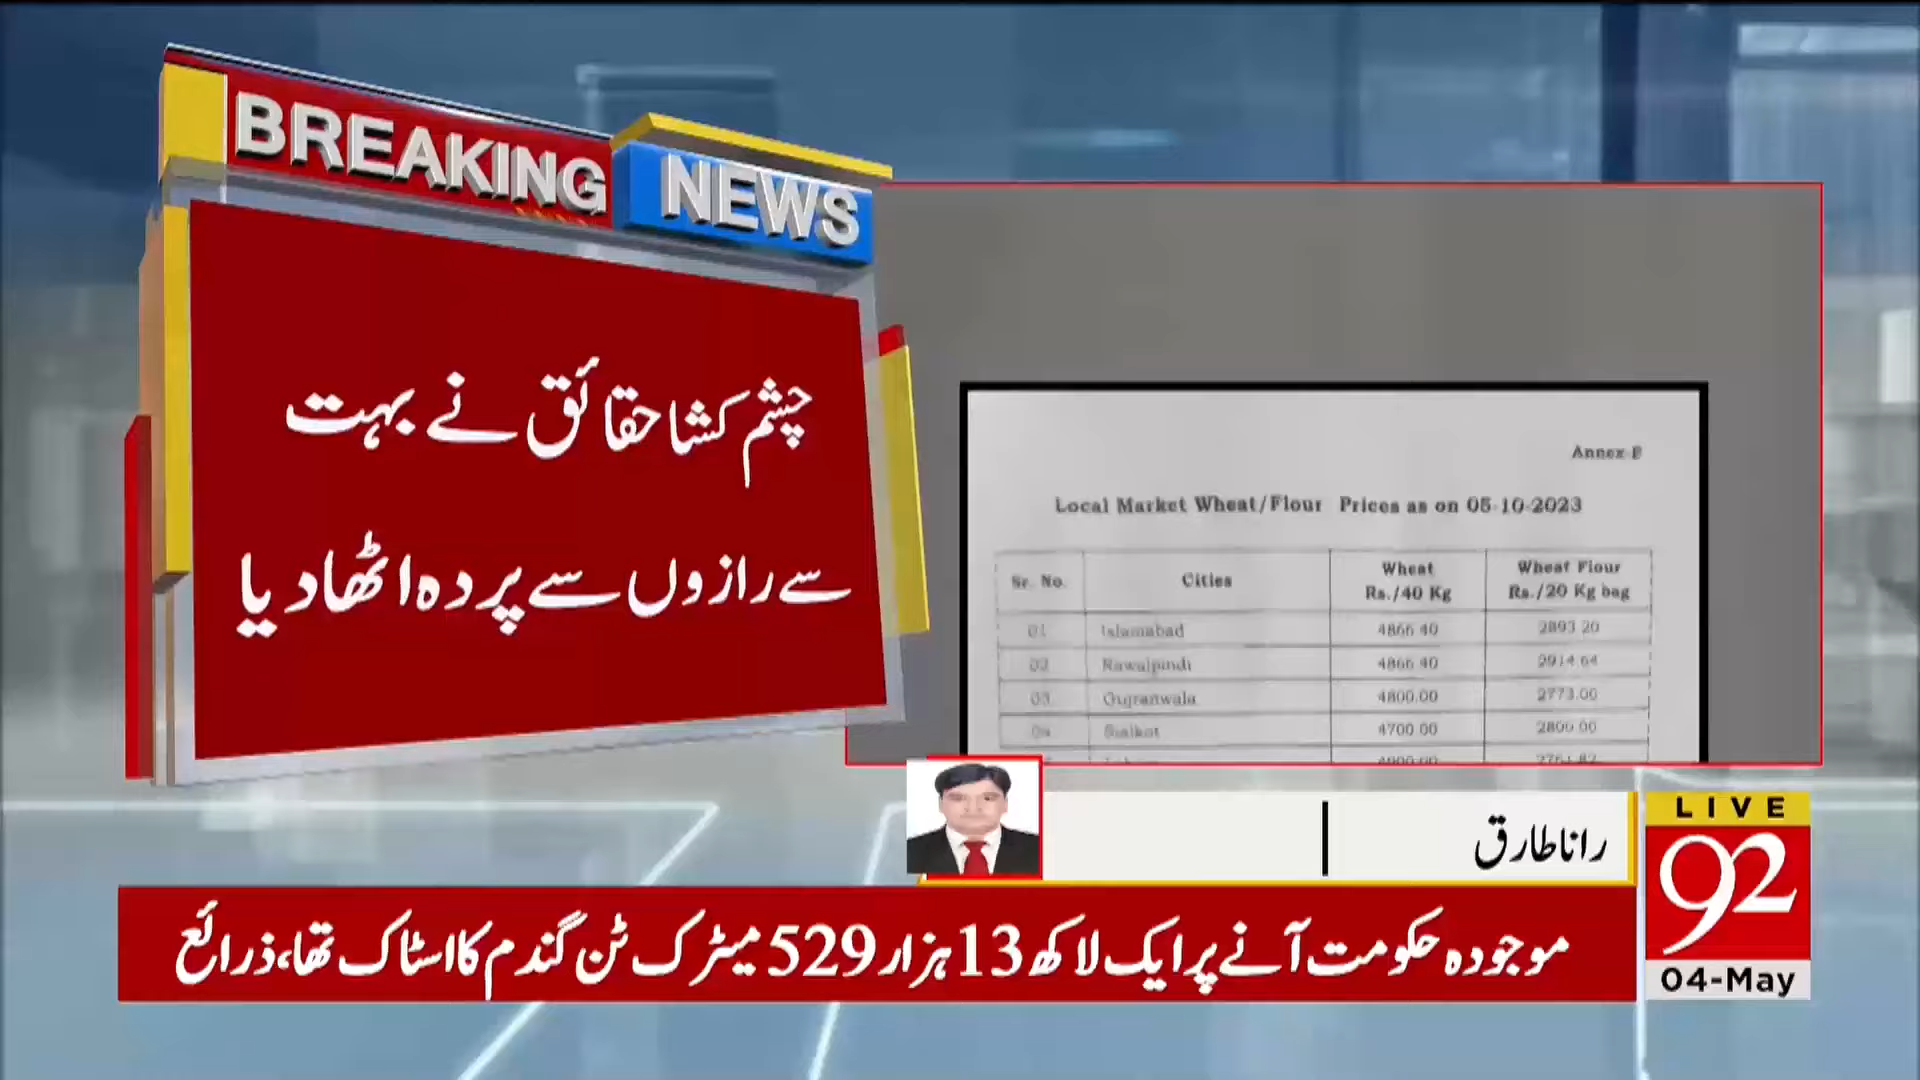 BREAKING NEWS
چشم کشا حقائق نے بہت
سے رازوں سے پردہ اٹھا دیا
Annex-B
Local Market Wheat/Flour Prices as on 05-10-2023
Sr. No. Cities Wheat Rs./40 Kg Wheat Flour Rs./20 Kg bag
01 Islamabad 4866.40 2893.20
02 Rawalpindi 4866.40 2914.64
03 Gujranwala 4800.00 2773.00
04 Sialkot 4700.00 2800.00
رانا طارق
LIVE
92
04-May
موجودہ حکومت آنے پر ایک لاکھ 13 ہزار 529 میٹرک ٹن گندم کا اسٹاک تھا، ذرائع